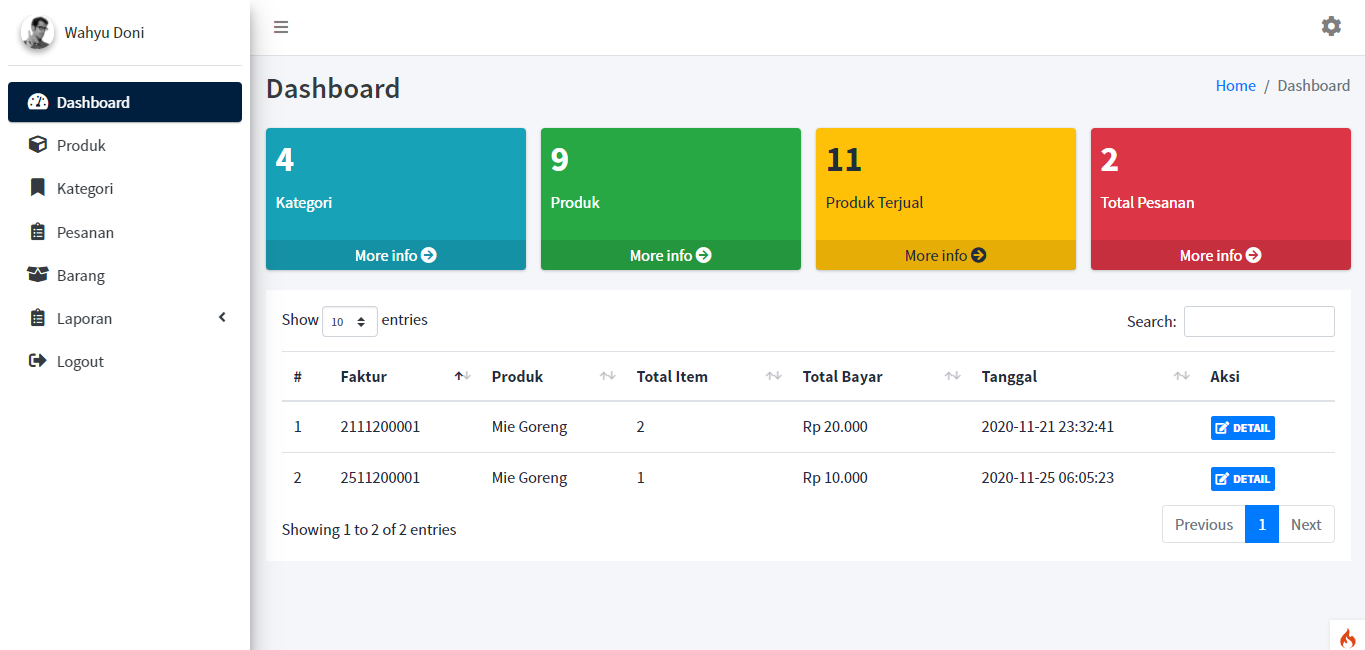 Wahyu Doni
Dashboard
Produk
Kategori
Pesanan
Barang
Laporan
Logout
Dashboard
Home / Dashboard
4
Kategori
More info
9
Produk
More info
11
Produk Terjual
More info
2
Total Pesanan
More info
Show 10 entries
Search:
# Faktur Produk Total Item Total Bayar Tanggal Aksi
1 2111200001 Mie Goreng 2 Rp 20.000 2020-11-21 23:32:41 DETAIL
2 2511200001 Mie Goreng 1 Rp 10.000 2020-11-25 06:05:23 DETAIL
Showing 1 to 2 of 2 entries
Previous 1 Next